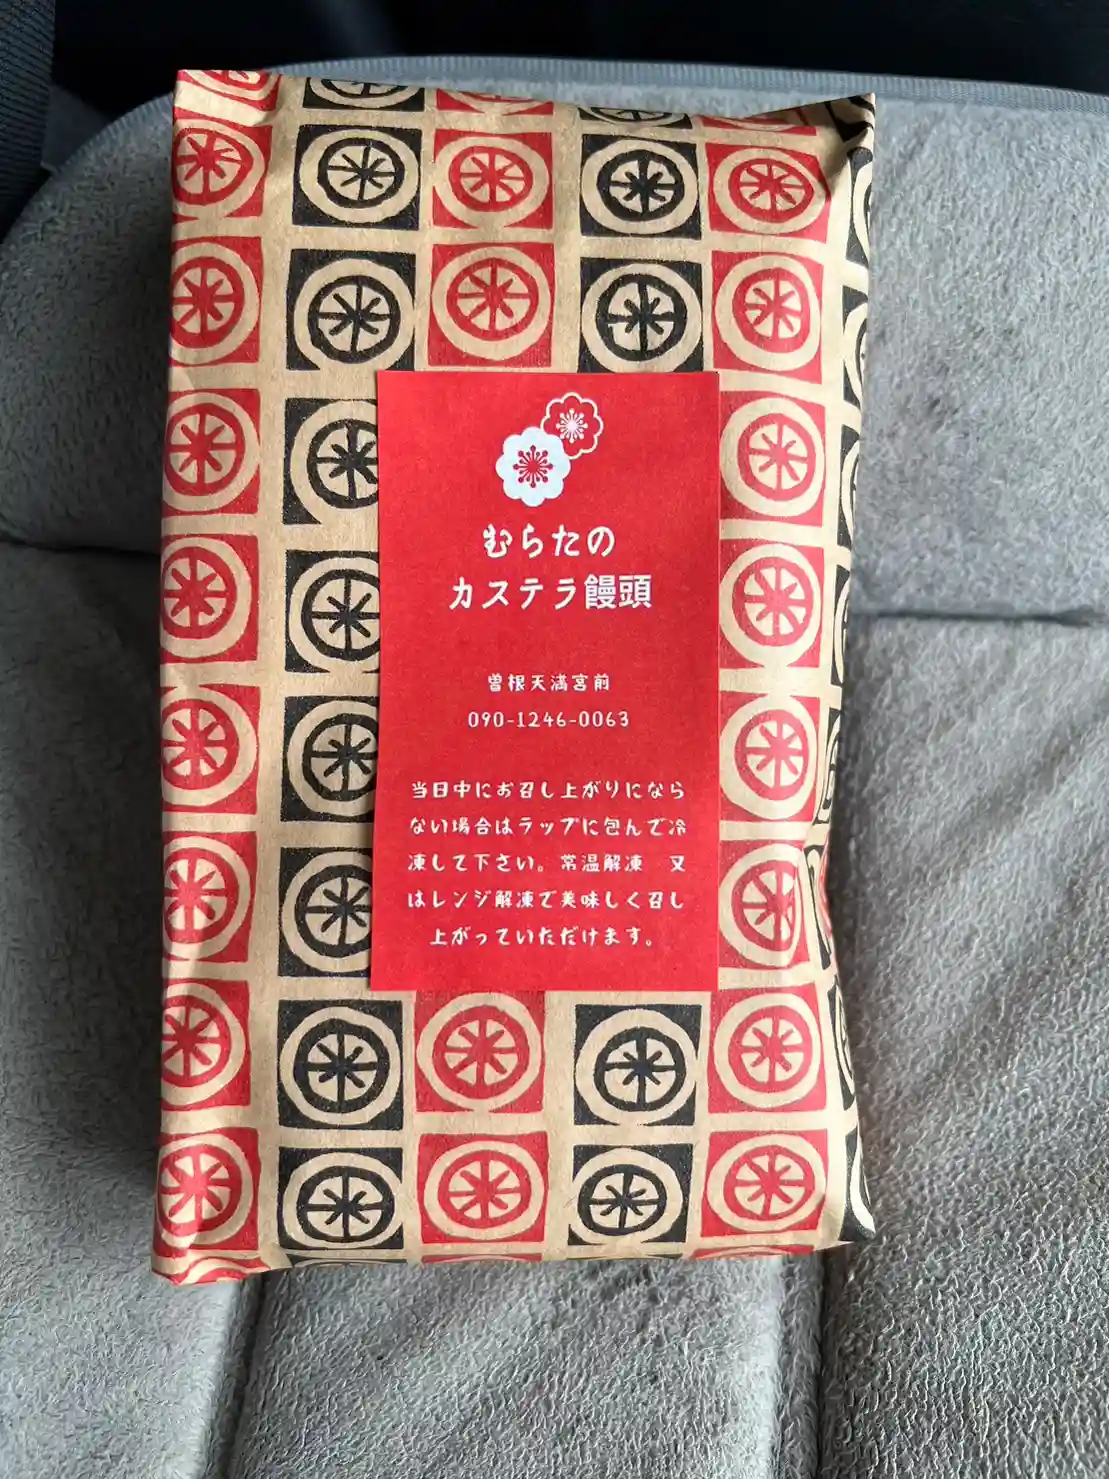 むらたの
カステラ饅頭
曽根天満宮前
090-1246-0063
当日中にお召し上がりになら
ない場合はラップに包んで冷
凍して下さい。常温解凍 又
はレンジ解凍で美味しく召し
上がっていただけます。